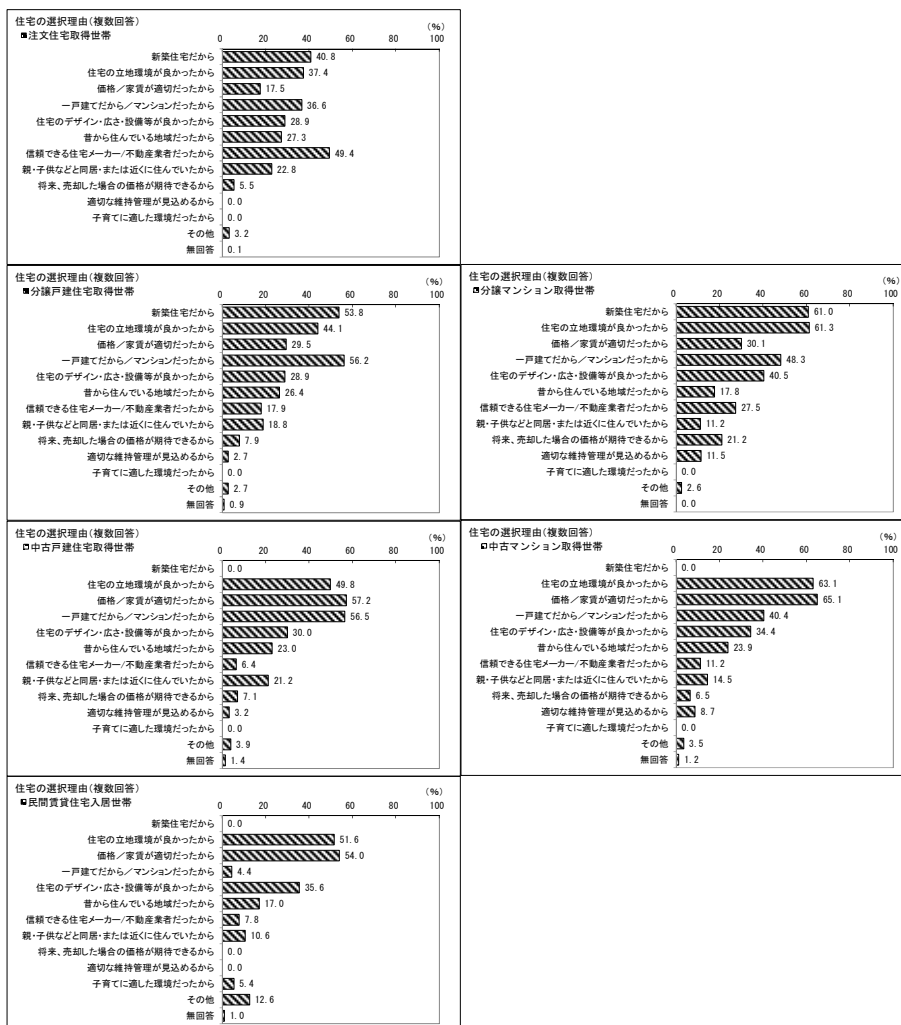 住宅の選択理由(複数回答)
注文住宅取得世帯
(%)
0 20 40 60 80 100
新築住宅だから 40.8
住宅の立地環境が良かったから 37.4
価格/家賃が適切だったから 17.5
一戸建てだから/マンションだったから 36.6
住宅のデザイン・広さ・設備等が良かったから 28.9
昔から住んでいる地域だったから 27.3
信頼できる住宅メーカー/不動産業者だったから 49.4
親・子供などと同居・または近くに住んでいたから 22.8
将来、売却した場合の価格が期待できるから 5.5
適切な維持管理が見込めるから 0.0
子育てに適した環境だったから 0.0
その他 3.2
無回答 0.1
住宅の選択理由(複数回答)
分譲戸建住宅取得世帯
(%)
0 20 40 60 80 100
新築住宅だから 53.8
住宅の立地環境が良かったから 44.1
価格/家賃が適切だったから 29.5
一戸建てだから/マンションだったから 56.2
住宅のデザイン・広さ・設備等が良かったから 28.9
昔から住んでいる地域だったから 26.4
信頼できる住宅メーカー/不動産業者だったから 17.9
親・子供などと同居・または近くに住んでいたから 18.8
将来、売却した場合の価格が期待できるから 7.9
適切な維持管理が見込めるから 2.7
子育てに適した環境だったから 0.0
その他 2.7
無回答 0.9
住宅の選択理由(複数回答)
分譲マンション取得世帯
(%)
0 20 40 60 80 100
新築住宅だから 61.0
住宅の立地環境が良かったから 61.3
価格/家賃が適切だったから 30.1
一戸建てだから/マンションだったから 48.3
住宅のデザイン・広さ・設備等が良かったから 40.5
昔から住んでいる地域だったから 17.8
信頼できる住宅メーカー/不動産業者だったから 27.5
親・子供などと同居・または近くに住んでいたから 11.2
将来、売却した場合の価格が期待できるから 21.2
適切な維持管理が見込めるから 11.5
子育てに適した環境だったから 0.0
その他 2.6
無回答 0.0
住宅の選択理由(複数回答)
中古戸建住宅取得世帯
(%)
0 20 40 60 80 100
新築住宅だから 0.0
住宅の立地環境が良かったから 49.8
価格/家賃が適切だったから 57.2
一戸建てだから/マンションだったから 56.5
住宅のデザイン・広さ・設備等が良かったから 30.0
昔から住んでいる地域だったから 23.0
信頼できる住宅メーカー/不動産業者だったから 6.4
親・子供などと同居・または近くに住んでいたから 21.2
将来、売却した場合の価格が期待できるから 7.1
適切な維持管理が見込めるから 3.2
子育てに適した環境だったから 0.0
その他 3.9
無回答 1.4
住宅の選択理由(複数回答)
中古マンション取得世帯
(%)
0 20 40 60 80 100
新築住宅だから 0.0
住宅の立地環境が良かったから 63.1
価格/家賃が適切だったから 65.1
一戸建てだから/マンションだったから 40.4
住宅のデザイン・広さ・設備等が良かったから 34.4
昔から住んでいる地域だったから 23.9
信頼できる住宅メーカー/不動産業者だったから 11.2
親・子供などと同居・または近くに住んでいたから 14.5
将来、売却した場合の価格が期待できるから 6.5
適切な維持管理が見込めるから 8.7
子育てに適した環境だったから 0.0
その他 3.5
無回答 1.2
住宅の選択理由(複数回答)
民間賃貸住宅入居世帯
(%)
0 20 40 60 80 100
新築住宅だから 0.0
住宅の立地環境が良かったから 51.6
価格/家賃が適切だったから 54.0
一戸建てだから/マンションだったから 4.4
住宅のデザイン・広さ・設備等が良かったから 35.6
昔から住んでいる地域だったから 17.0
信頼できる住宅メーカー/不動産業者だったから 7.8
親・子供などと同居・または近くに住んでいたから 10.6
将来、売却した場合の価格が期待できるから 0.0
適切な維持管理が見込めるから 0.0
子育てに適した環境だったから 5.4
その他 12.6
無回答 1.0